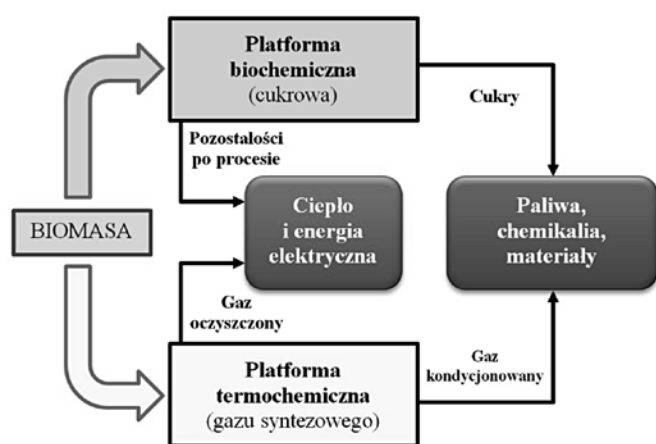 Platforma
biochemiczna
(cukrowa)
Cukry
Pozostałości
po procesie
BIOMASA
Ciepło
i energia
elektryczna
Paliwa,
chemikalia,
materiały
Gaz
oczyszczony
Platforma
termochemiczna
(gazu syntezowego)
Gaz
kondycjonowany